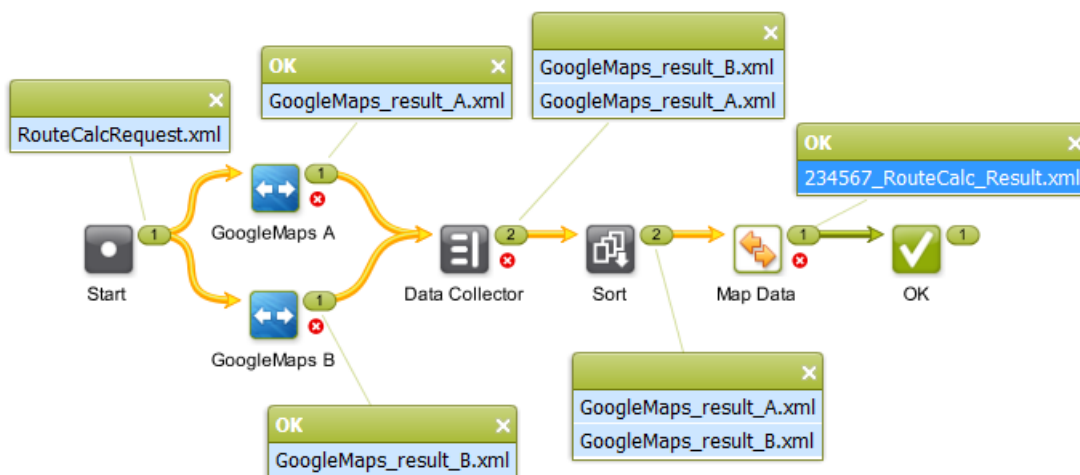 GoogleMaps_result_B.xml
GoogleMaps_result_A.xml
OK
GoogleMaps_result_A.xml
RouteCalcRequest.xml
OK
234567_RouteCalc_Result.xml
1
GoogleMaps A
1
Start
2
Data Collector
2
Sort
1
Map Data
1
OK
1
GoogleMaps B
GoogleMaps_result_A.xml
GoogleMaps_result_B.xml
OK
GoogleMaps_result_B.xml